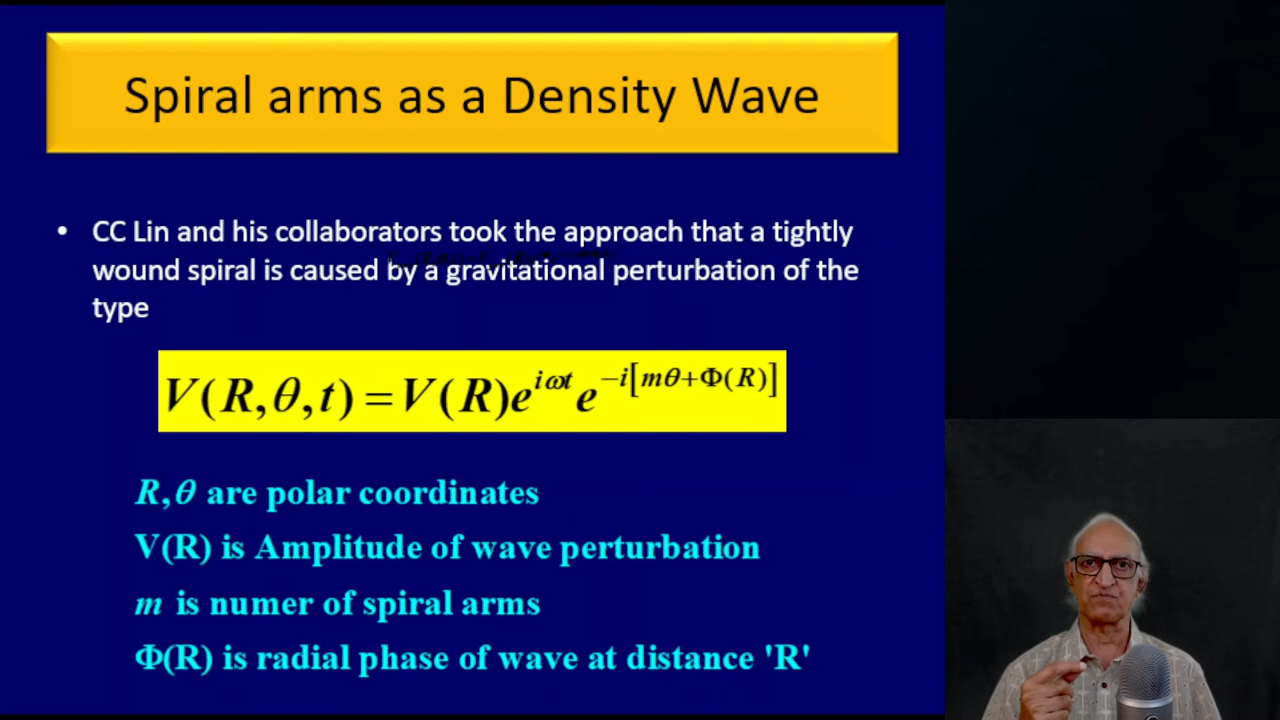 Spiral arms as a Density Wave
• CC Lin and his collaborators took the approach that a tightly
wound spiral is caused by a gravitational perturbation of the
type
V(R,θ,t) = V(R)e^{iωt} e^{−i[mθ+Φ(R)]}
R,θ are polar coordinates
V(R) is Amplitude of wave perturbation
m is numer of spiral arms
Φ(R) is radial phase of wave at distance 'R'